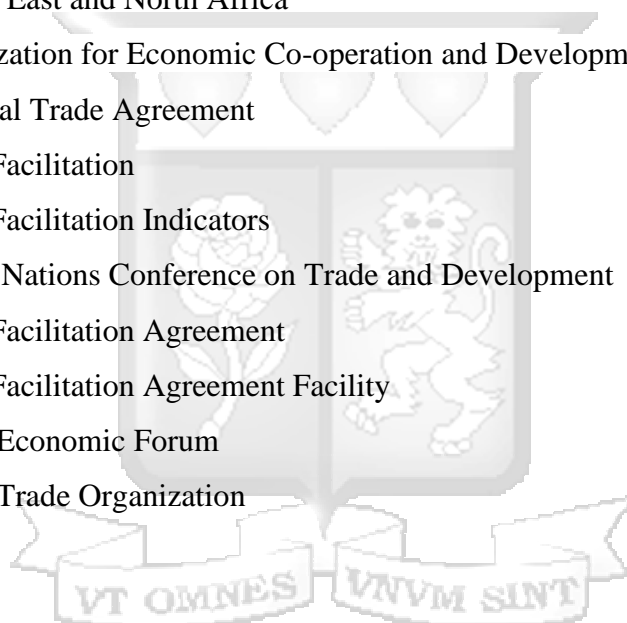 East and North Africa
zation for Economic Co-operation and Developm
al Trade Agreement
Facilitation
Facilitation Indicators
Nations Conference on Trade and Development
Facilitation Agreement
Facilitation Agreement Facility
Economic Forum
Trade Organization
VT OMNES VNVM SINT